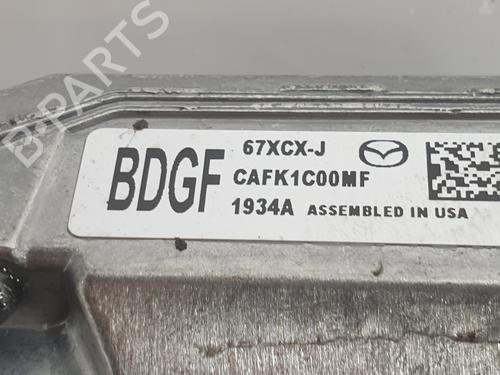 B-PARTS
67XCX-J
BDGF CAFK1C00MF
1934A ASSEMBLED IN USA